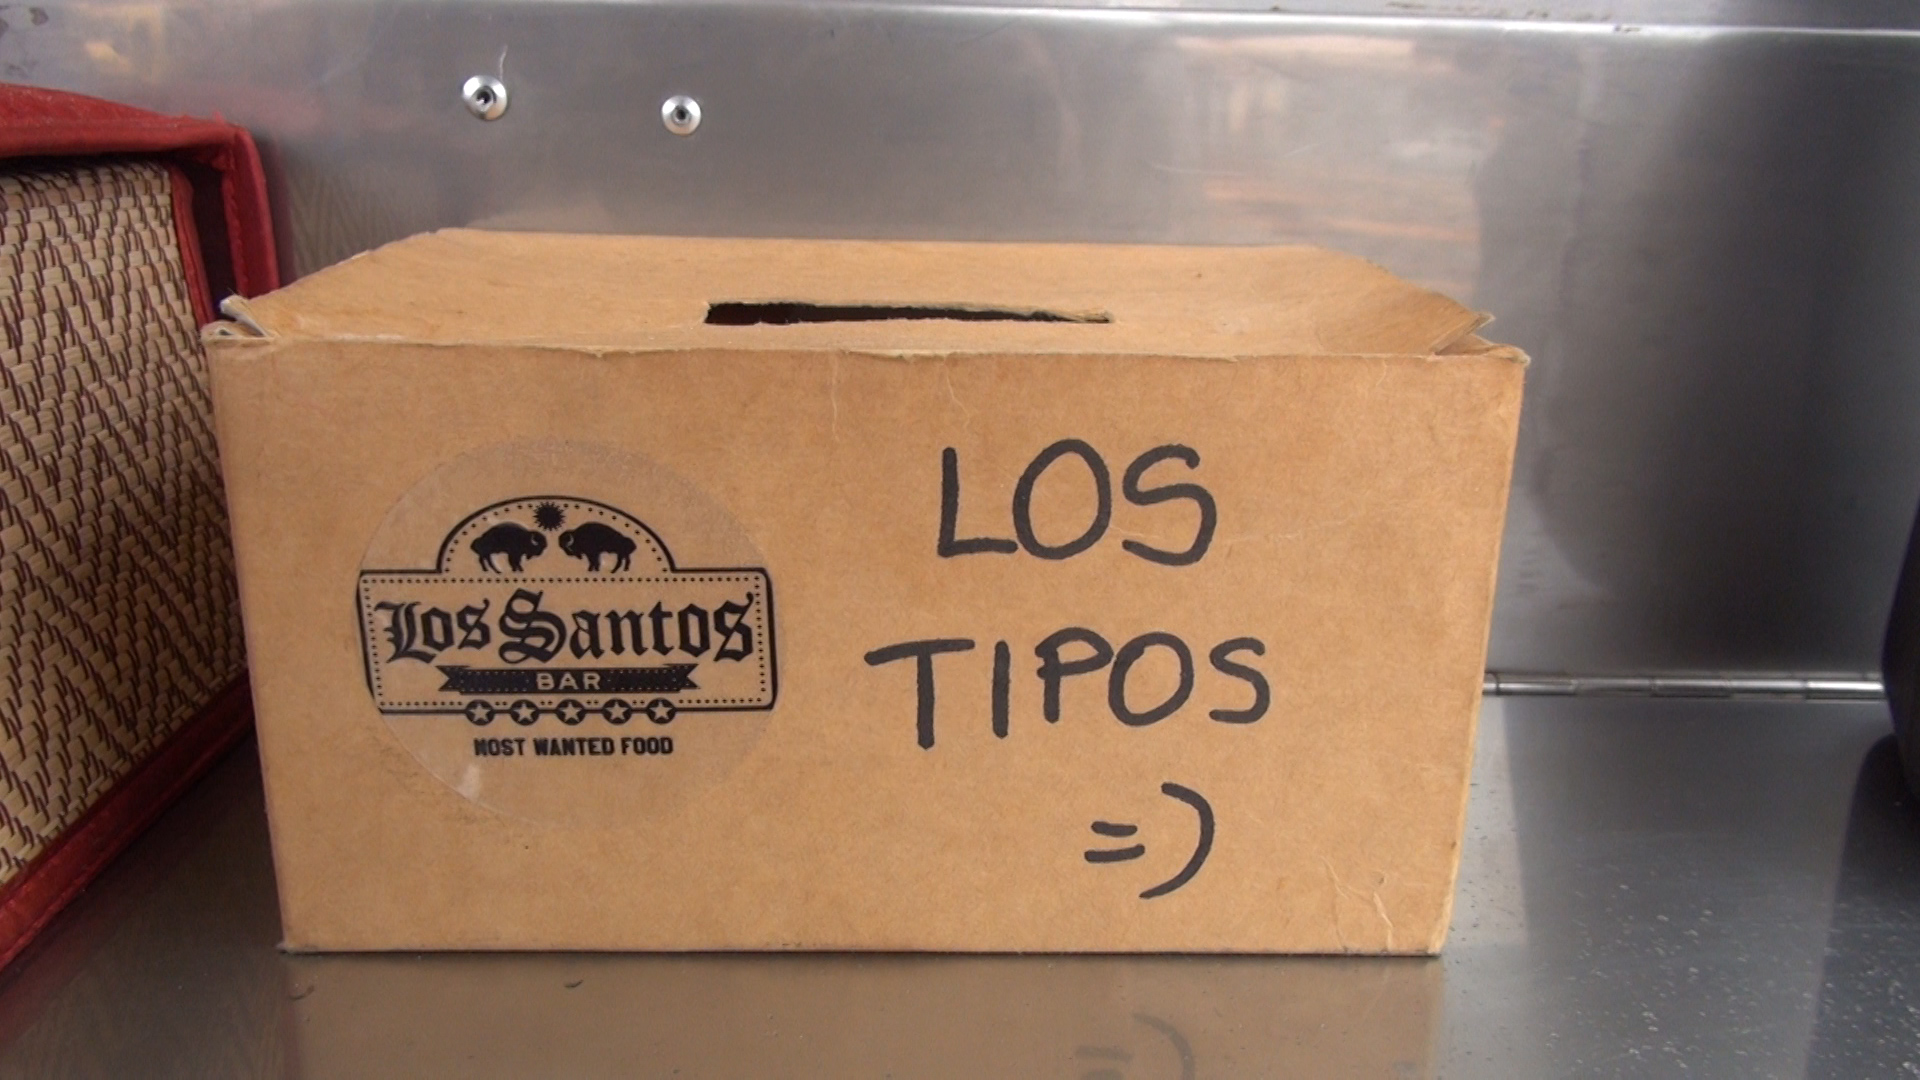 Los Santos
BAR
MOST WANTED FOOD
LOS
TIPOS
=)